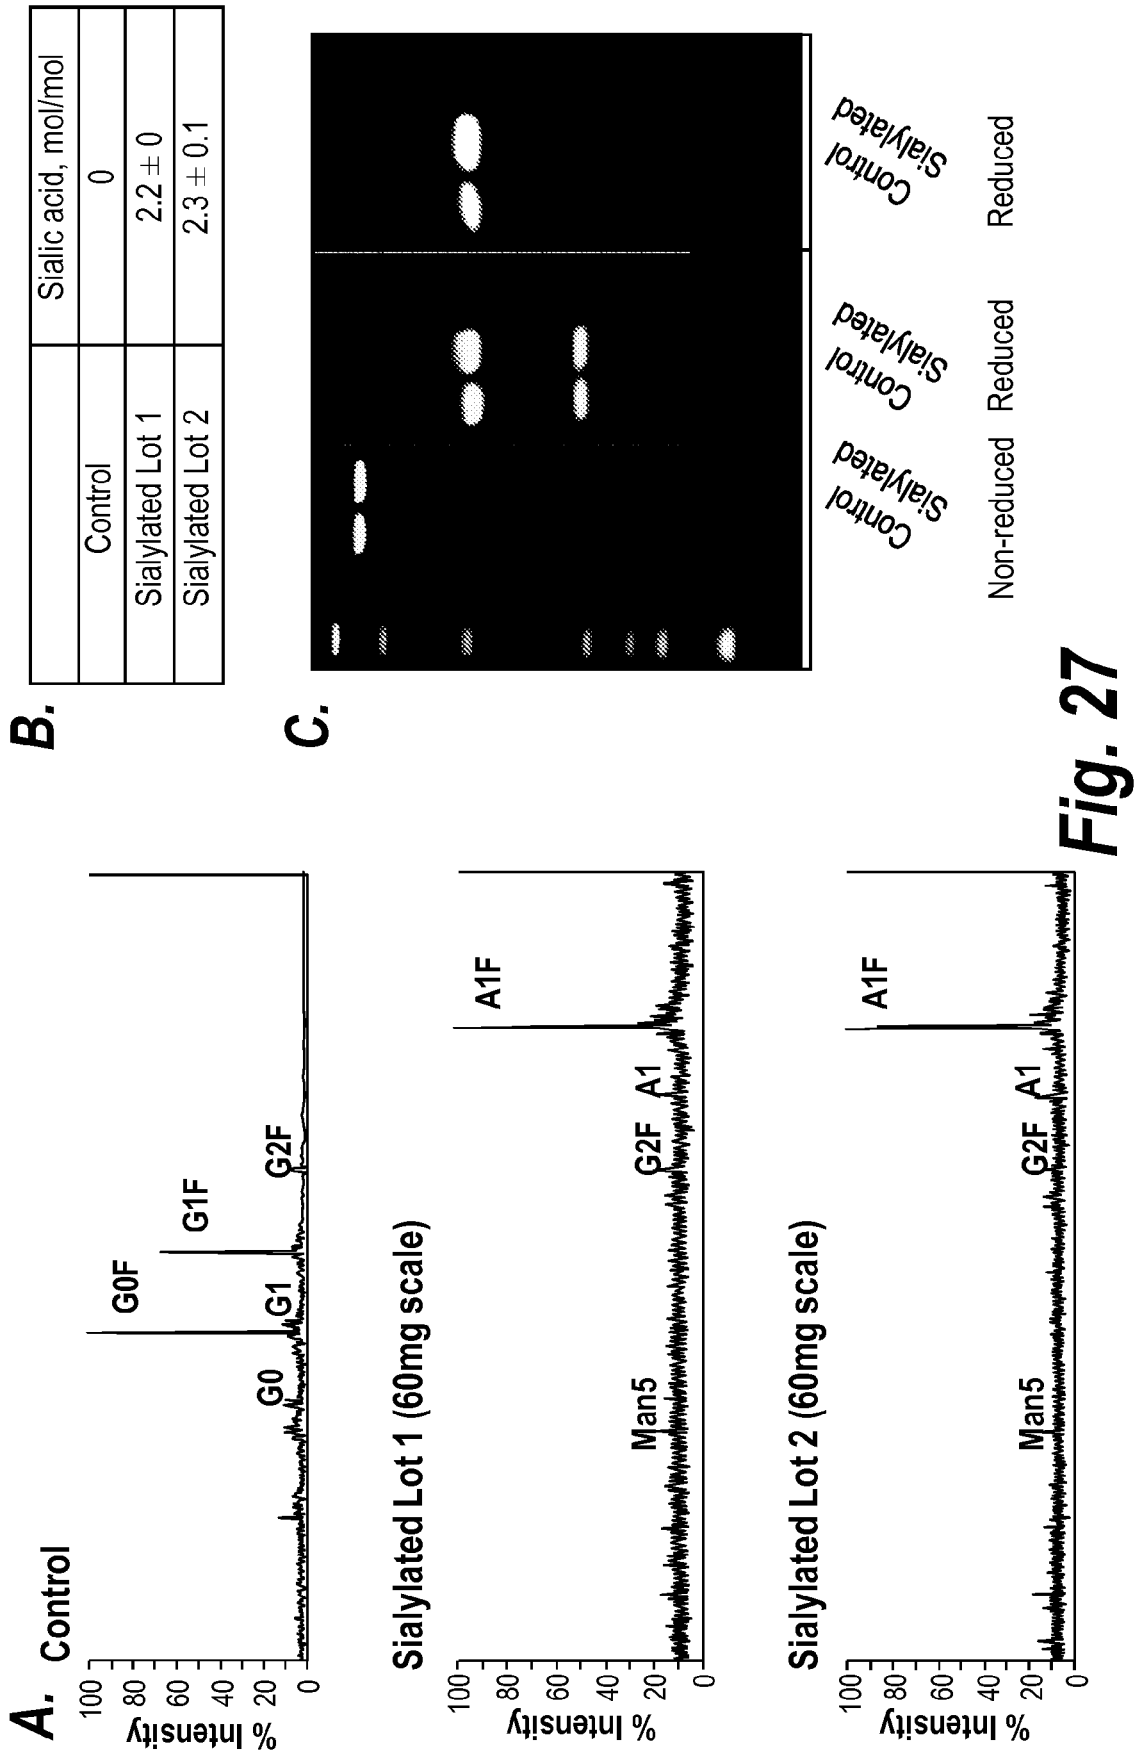 A. Control
% Intensity
100
80
60
40
20
0
G0
G0F
G1
G1F
G2F
Sialylated Lot 1 (60mg scale)
% Intensity
100
80
60
40
20
0
Man5
G2F
A1
A1F
Sialylated Lot 2 (60mg scale)
% Intensity
100
80
60
40
20
0
Man5
G2F
A1
A1F
B.
Sialic acid, mol/mol
Control 0
Sialylated Lot 1 2.2 ± 0
Sialylated Lot 2 2.3 ± 0.1
C.
Control
Sialylated
Control
Sialylated
Control
Sialylated
Non-reduced Reduced Reduced
Fig. 27